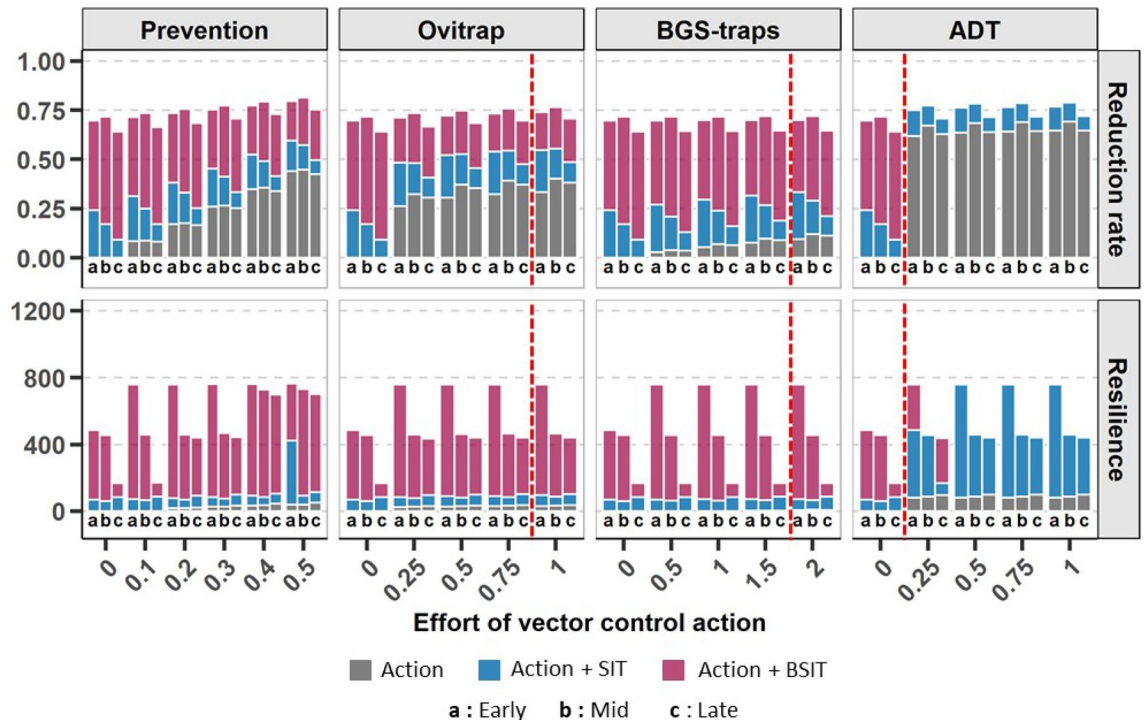 Prevention Ovitrap BGS-traps ADT
1.00
0.75
0.50
0.25
0.00
Reduction rate
a b c a b c a b c a b c a b c a b c a b c a b c a b c a b c a b c a b c a b c a b c a b c a b c a b c a b c a b c a b c a b c
1200
800
400
0
Resilience
a b c a b c a b c a b c a b c a b c a b c a b c a b c a b c a b c a b c a b c a b c a b c a b c a b c a b c a b c a b c a b c
0 0.1 0.2 0.3 0.4 0.5 0 0.25 0.5 0.75 1 0 0.5 1 1.5 2 0 0.25 0.5 0.75 1
Effort of vector control action
Action Action + SIT Action + BSIT
a : Early b : Mid c : Late